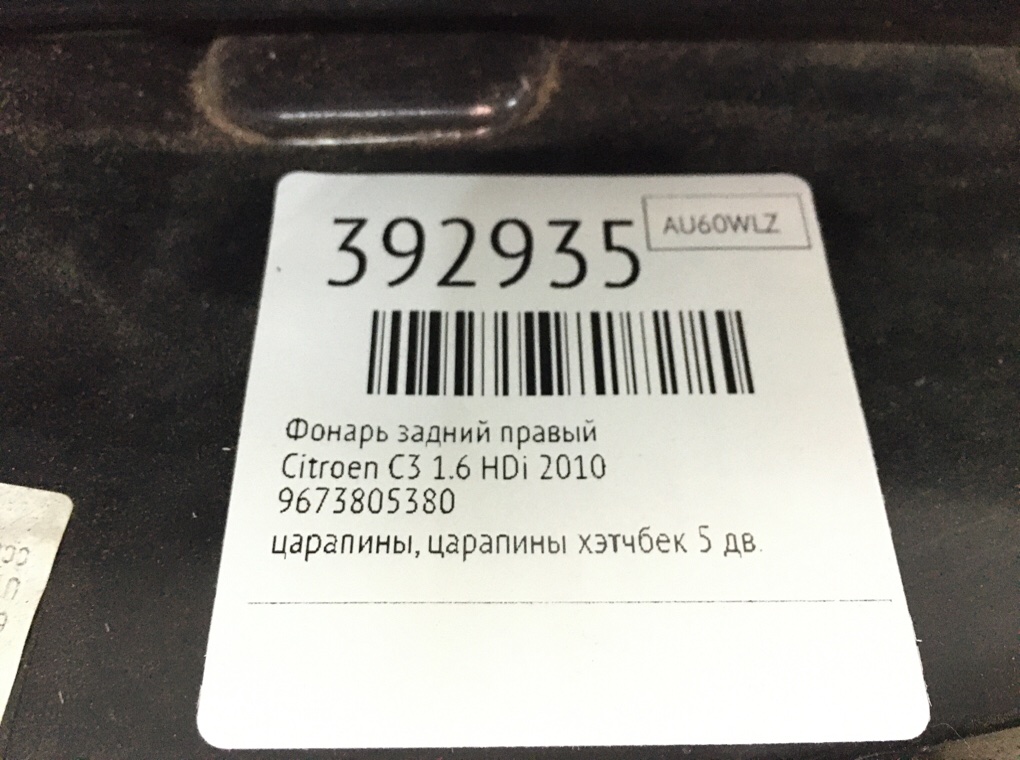 392935
AU60WLZ
Фонарь задний правый
Citroen C3 1.6 HDi 2010
9673805380
царапины, царапины хэтчбек 5 дв.